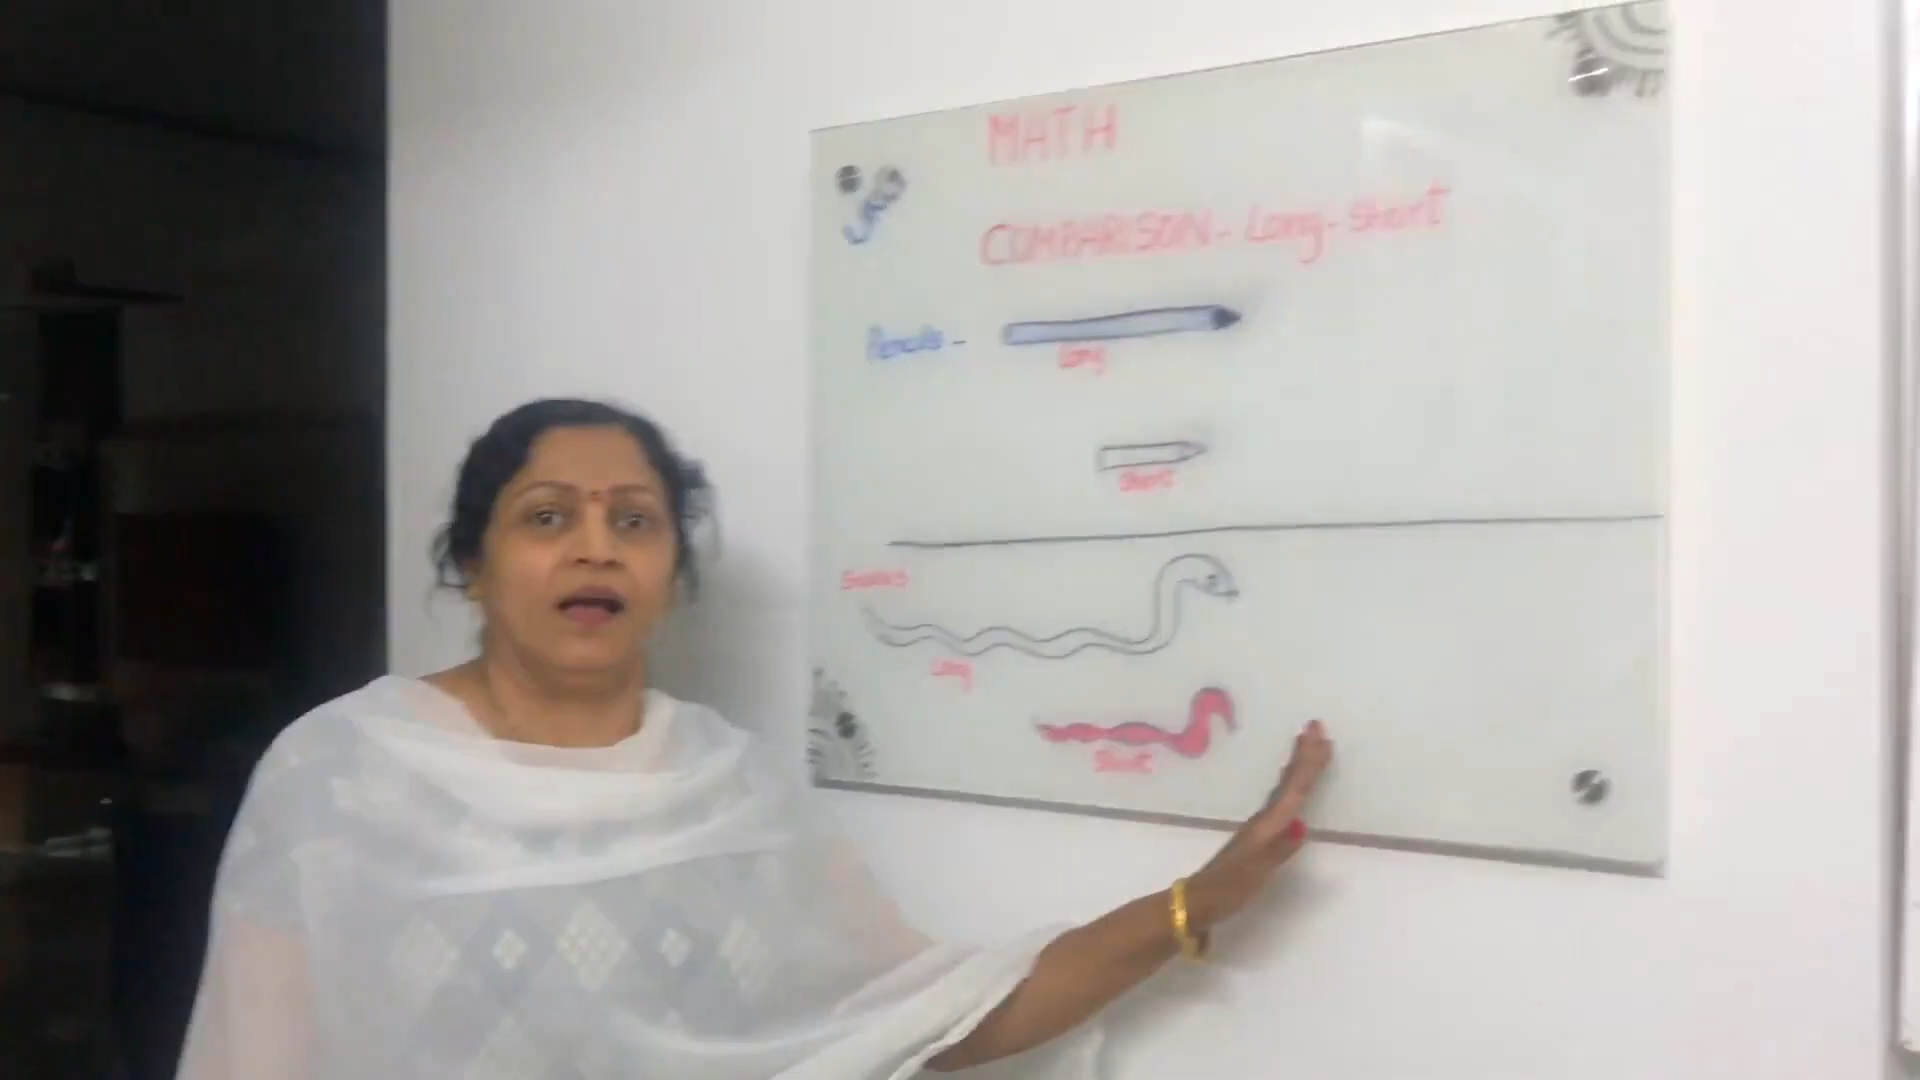 MATH
COMPARISON - Long - Short
Pencils -
Long
Short
Snakes
Long
Short